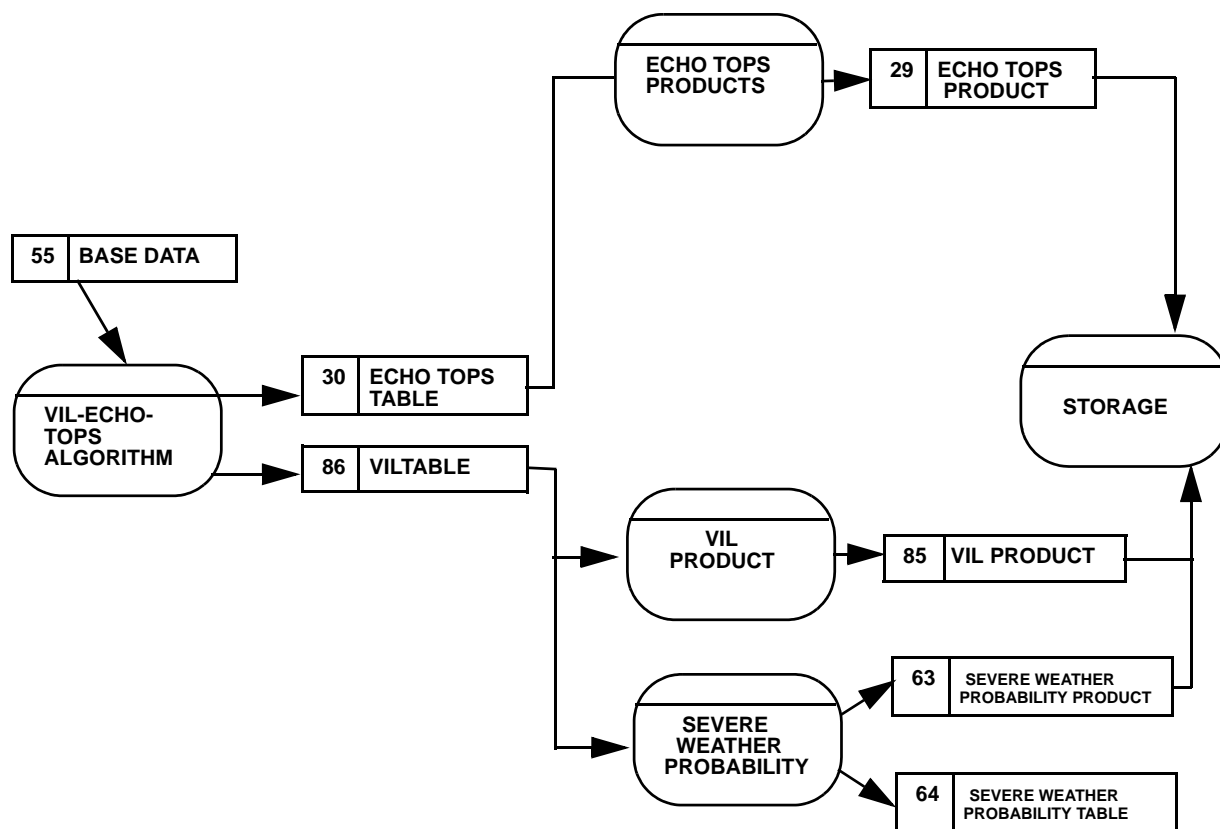 ECHO TOPS
PRODUCTS
29
ECHO TOPS
PRODUCT
55
BASE DATA
30
ECHO TOPS
TABLE
VIL-ECHO-
TOPS
ALGORITHM
86
VILTABLE
STORAGE
VIL
PRODUCT
85
VIL PRODUCT
63
SEVERE WEATHER
PROBABILITY PRODUCT
SEVERE
WEATHER
PROBABILITY
64
SEVERE WEATHER
PROBABILITY TABLE